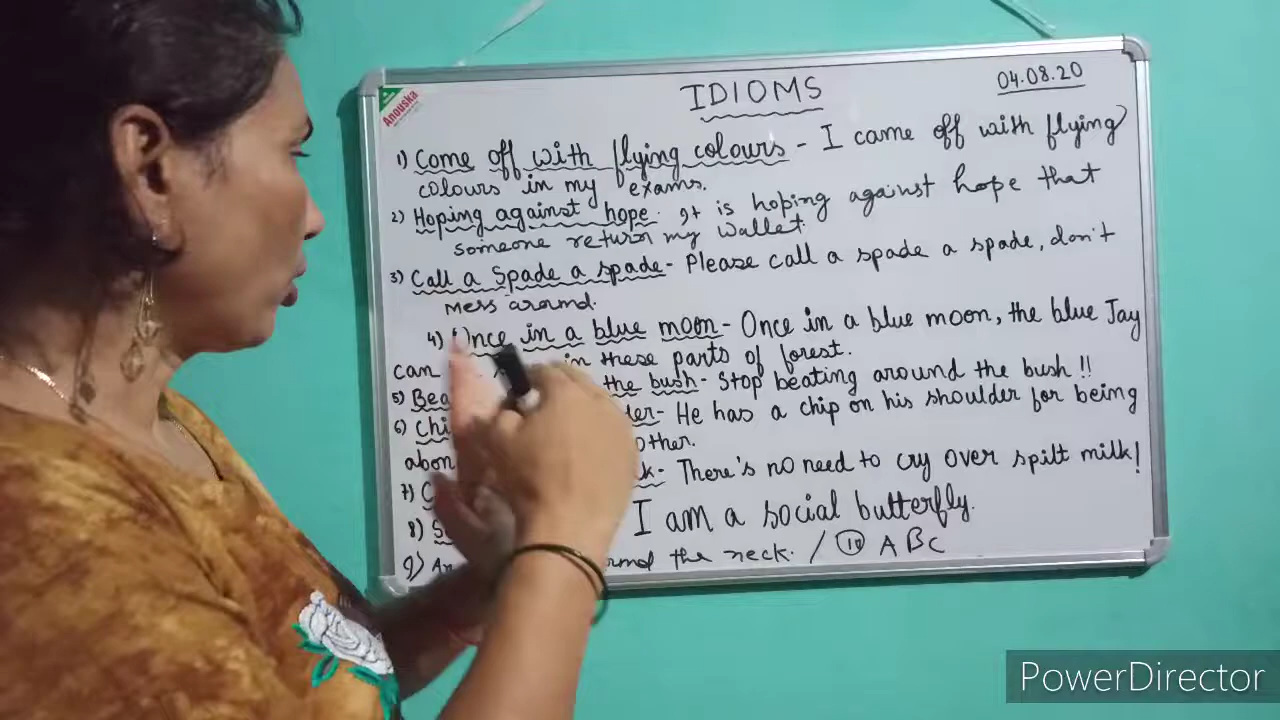 Anouska
IDIOMS
04.08.20
1) Come off with flying colours - I came off with flying
colours in my exams.
2) Hoping against hope. It is hoping against hope that
someone return my wallet.
3) Call a Spade a spade - Please call a spade a spade, don't
mess around.
4) Once in a blue moon - Once in a blue moon, the blue Jay
can in these parts of forest.
5) Bea the bush - Stop beating around the bush !!
6) Chi der - He has a chip on his shoulder for being
other.
7) C k - There's no need to cry over spilt milk!
8) S I am a social butterfly.
9) the neck. / 10 A B C
PowerDirector